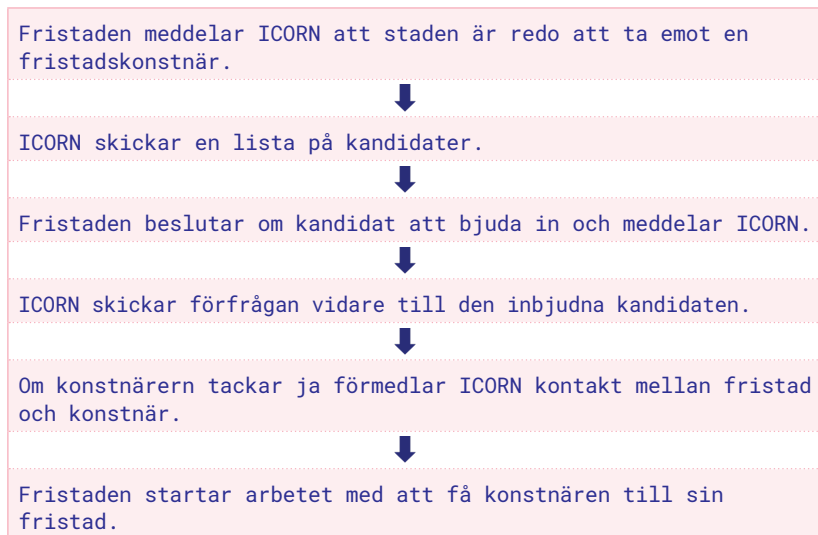 Fristaden meddelar ICORN att staden är redo att ta emot en
fristadskonstnär.
ICORN skickar en lista på kandidater.
Fristaden beslutar om kandidat att bjuda in och meddelar ICORN.
ICORN skickar förfrågan vidare till den inbjudna kandidaten.
Om konstnärern tackar ja förmedlar ICORN kontakt mellan fristad
och konstnär.
Fristaden startar arbetet med att få konstnären till sin
fristad.